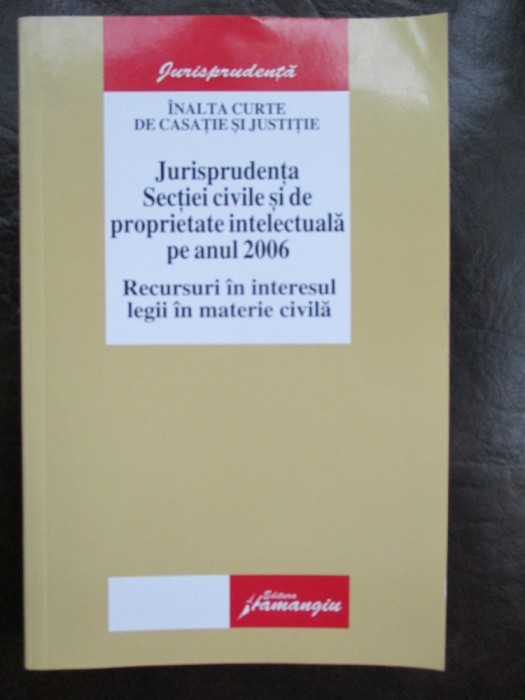 Jurisprudență
ÎNALTA CURTE
DE CASAȚIE ȘI JUSTIȚIE
Jurisprudența
Secției civile și de
proprietate intelectuală
pe anul 2006
Recursuri în interesul
legii în materie civilă
Editura
Hamangiu